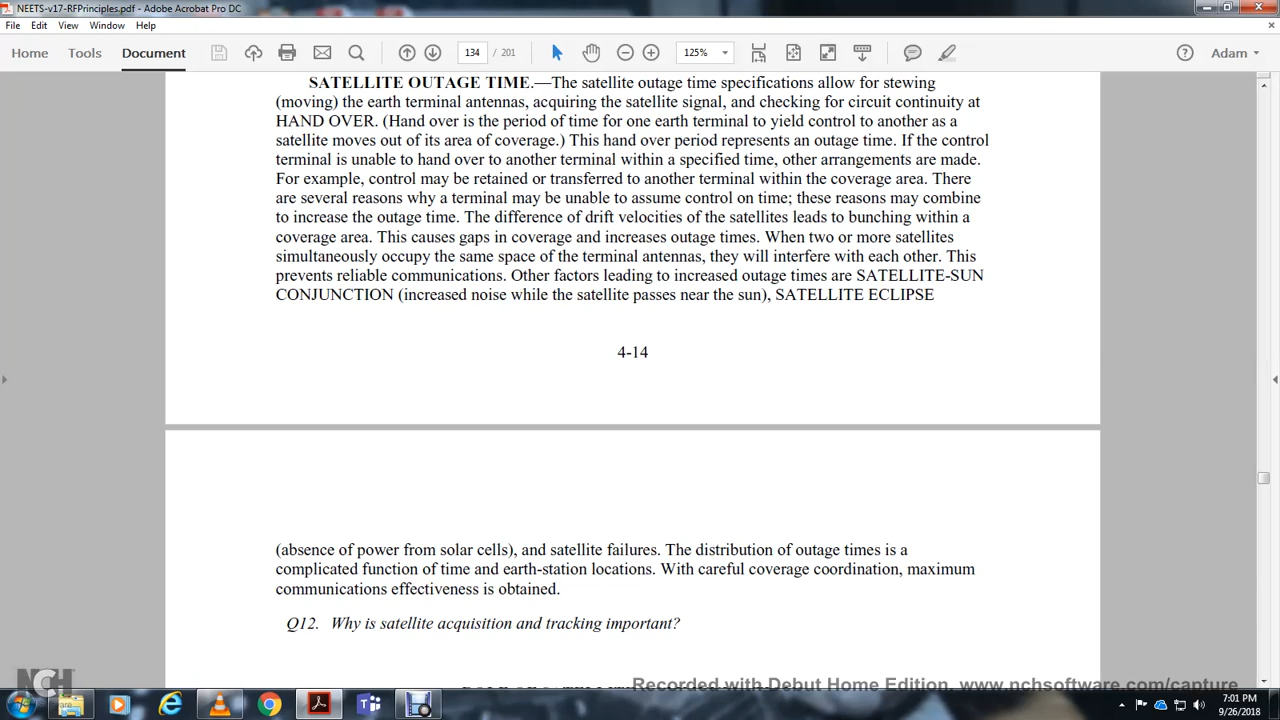 NEETS-v17-RFPrinciples.pdf - Adobe Acrobat Pro DC
File Edit View Window Help
Home Tools Document 134 / 201 125% Adam
SATELLITE OUTAGE TIME.—The satellite outage time specifications allow for stewing
(moving) the earth terminal antennas, acquiring the satellite signal, and checking for circuit continuity at
HAND OVER. (Hand over is the period of time for one earth terminal to yield control to another as a
satellite moves out of its area of coverage.) This hand over period represents an outage time. If the control
terminal is unable to hand over to another terminal within a specified time, other arrangements are made.
For example, control may be retained or transferred to another terminal within the coverage area. There
are several reasons why a terminal may be unable to assume control on time; these reasons may combine
to increase the outage time. The difference of drift velocities of the satellites leads to bunching within a
coverage area. This causes gaps in coverage and increases outage times. When two or more satellites
simultaneously occupy the same space of the terminal antennas, they will interfere with each other. This
prevents reliable communications. Other factors leading to increased outage times are SATELLITE-SUN
CONJUNCTION (increased noise while the satellite passes near the sun), SATELLITE ECLIPSE
4-14
(absence of power from solar cells), and satellite failures. The distribution of outage times is a
complicated function of time and earth-station locations. With careful coverage coordination, maximum
communications effectiveness is obtained.
Q12. Why is satellite acquisition and tracking important?
Recorded with Debut Home Edition. www.nchsoftware.com/capture
NCH
7:01 PM
9/26/2018